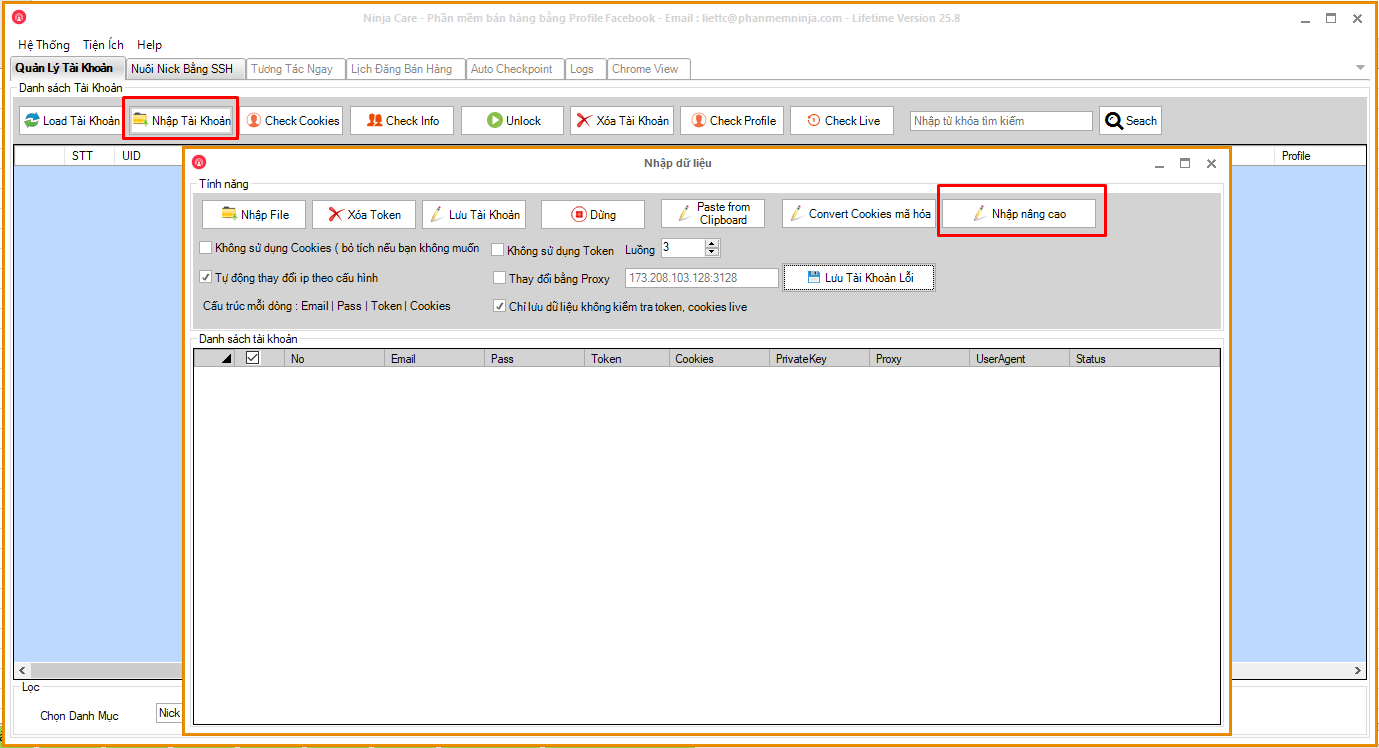 Ninja Care - Phần mềm bán hàng bằng Profile Facebook - Email : liettc@phanmemninja.com - Lifetime Version 25.8
Hệ Thống Tiện Ích Help
Quản Lý Tài Khoản Nuôi Nick Bằng SSH Tương Tác Ngay Lịch Đăng Bán Hàng Auto Checkpoint Logs Chrome View
Danh sách Tài Khoản
Load Tài Khoản Nhập Tài Khoản Check Cookies Check Info Unlock Xóa Tài Khoản Check Profile Check Live Nhập từ khóa tìm kiếm Seach
STT UID Profile
Nhập dữ liệu
Tính năng
Nhập File Xóa Token Lưu Tài Khoản Dừng Paste from Clipboard Convert Cookies mã hóa Nhập nâng cao
Không sử dụng Cookies ( bỏ tích nếu bạn không muốn Không sử dụng Token Luồng 3
Tự động thay đổi ip theo cấu hình Thay đổi bằng Proxy 173.208.103.128:3128 Lưu Tài Khoản Lỗi
Cấu trúc mỗi dòng : Email | Pass | Token | Cookies Chỉ lưu dữ liệu không kiểm tra token, cookies live
Danh sách tài khoản
No Email Pass Token Cookies PrivateKey Proxy UserAgent Status
Lọc
Chọn Danh Mục Nick